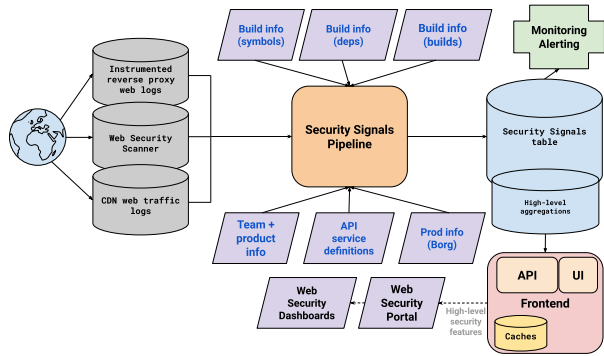 Build info
(symbols)
Build info
(deps)
Build info
(builds)
Monitoring
Alerting
Instrumented
reverse proxy
web logs
Web Security
Scanner
CDN web traffic
logs
Security Signals
Pipeline
Security Signals
table
High-level
aggregations
Team +
product
info
API
service
definitions
Prod info
(Borg)
API
UI
Frontend
Caches
Web
Security
Dashboards
Web
Security
Portal
High-level
security
features